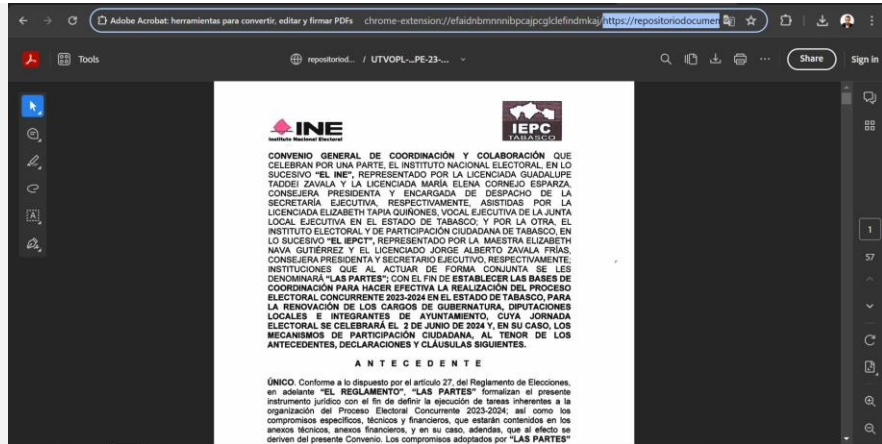 Adobe Acrobat: herramientas para convertir, editar y firmar PDFs chrome-extension://efaidnbmnnnibpcajpcglclefindmkaj/https://repositoriodocumen
Tools
repositoriod... / UTVOPL-...PE-23-...
Share
Sign in
INE
Instituto Nacional Electoral
IEPC
TABASCO
CONVENIO GENERAL DE COORDINACIÓN Y COLABORACIÓN QUE
CELEBRAN POR UNA PARTE, EL INSTITUTO NACIONAL ELECTORAL, EN LO
SUCESIVO "EL INE", REPRESENTADO POR LA LICENCIADA GUADALUPE
TADDEI ZAVALA Y LA LICENCIADA MARÍA ELENA CORNEJO ESPARZA,
CONSEJERA PRESIDENTA Y ENCARGADA DE DESPACHO DE LA
SECRETARÍA EJECUTIVA, RESPECTIVAMENTE, ASISTIDAS POR LA
LICENCIADA ELIZABETH TAPIA QUIÑONES, VOCAL EJECUTIVA DE LA JUNTA
LOCAL EJECUTIVA EN EL ESTADO DE TABASCO; Y POR LA OTRA, EL
INSTITUTO ELECTORAL Y DE PARTICIPACIÓN CIUDADANA DE TABASCO, EN
LO SUCESIVO "EL IEPCT", REPRESENTADO POR LA MAESTRA ELIZABETH
NAVA GUTIÉRREZ Y EL LICENCIADO JORGE ALBERTO ZAVALA FRÍAS,
CONSEJERA PRESIDENTA Y SECRETARIO EJECUTIVO, RESPECTIVAMENTE;
INSTITUCIONES QUE AL ACTUAR DE FORMA CONJUNTA SE LES
DENOMINARÁ "LAS PARTES"; CON EL FIN DE ESTABLECER LAS BASES DE
COORDINACIÓN PARA HACER EFECTIVA LA REALIZACIÓN DEL PROCESO
ELECTORAL CONCURRENTE 2023-2024 EN EL ESTADO DE TABASCO, PARA
LA RENOVACIÓN DE LOS CARGOS DE GUBERNATURA, DIPUTACIONES
LOCALES E INTEGRANTES DE AYUNTAMIENTO, CUYA JORNADA
ELECTORAL SE CELEBRARÁ EL 2 DE JUNIO DE 2024 Y, EN SU CASO, LOS
MECANISMOS DE PARTICIPACIÓN CIUDADANA, AL TENOR DE LOS
ANTECEDENTES, DECLARACIONES Y CLÁUSULAS SIGUIENTES.
A N T E C E D E N T E
ÚNICO. Conforme a lo dispuesto por el artículo 27, del Reglamento de Elecciones,
en adelante "EL REGLAMENTO", "LAS PARTES" formalizan el presente
instrumento jurídico con el fin de definir la ejecución de tareas inherentes a la
organización del Proceso Electoral Concurrente 2023-2024; así como los
compromisos específicos, técnicos y financieros, que estarán contenidos en los
anexos técnicos, anexos financieros, y en su caso, adendas, que al efecto se
deriven del presente Convenio. Los compromisos adoptados por "LAS PARTES"
1
57